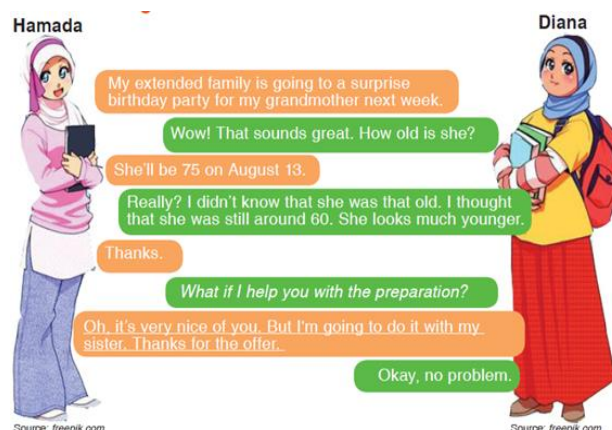 Hamada
Diana
My extended family is going to a surprise
birthday party for my grandmother next week.
Wow! That sounds great. How old is she?
She'll be 75 on August 13.
Really? I didn't know that she was that old. I thought
that she was still around 60. She looks much younger.
Thanks.
What if I help you with the preparation?
Oh, it's very nice of you. But I'm going to do it with my
sister. Thanks for the offer.
Okay, no problem.
Source: freepik.com
Source: freepik.com